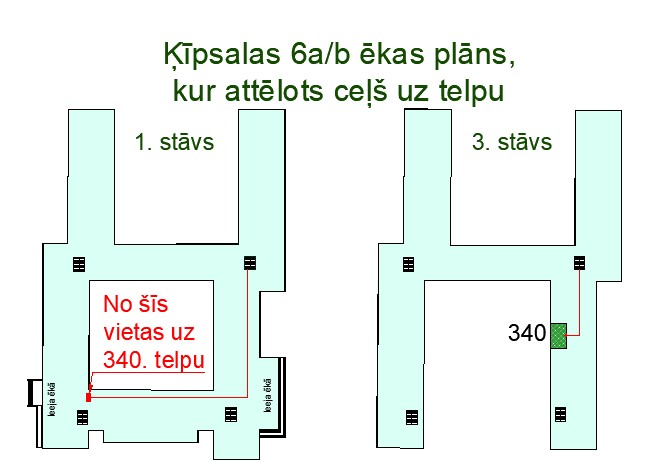 Ķīpsalas 6a/b ēkas plāns,
kur attēlots ceļš uz telpu
1. stāvs
3. stāvs
No šīs
vietas uz
340. telpu
340
Ieeja ēkā
Ieeja ēkā